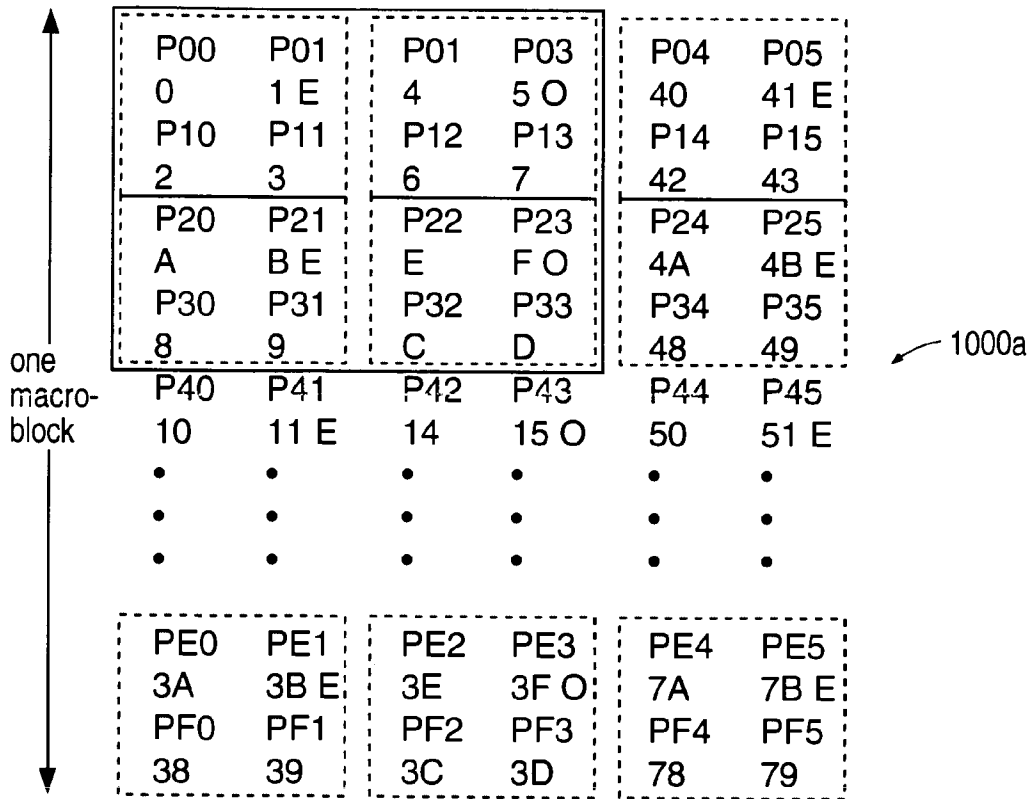 P00 P01 P01 P03 P04 P05
0 1 E 4 5 O 40 41 E
P10 P11 P12 P13 P14 P15
2 3 6 7 42 43
P20 P21 P22 P23 P24 P25
A B E E F O 4A 4B E
P30 P31 P32 P33 P34 P35
8 9 C D 48 49
1000a
one
macro-
block
P40 P41 P42 P43 P44 P45
10 11 E 14 15 O 50 51 E
PE0 PE1 PE2 PE3 PE4 PE5
3A 3B E 3E 3F O 7A 7B E
PF0 PF1 PF2 PF3 PF4 PF5
38 39 3C 3D 78 79